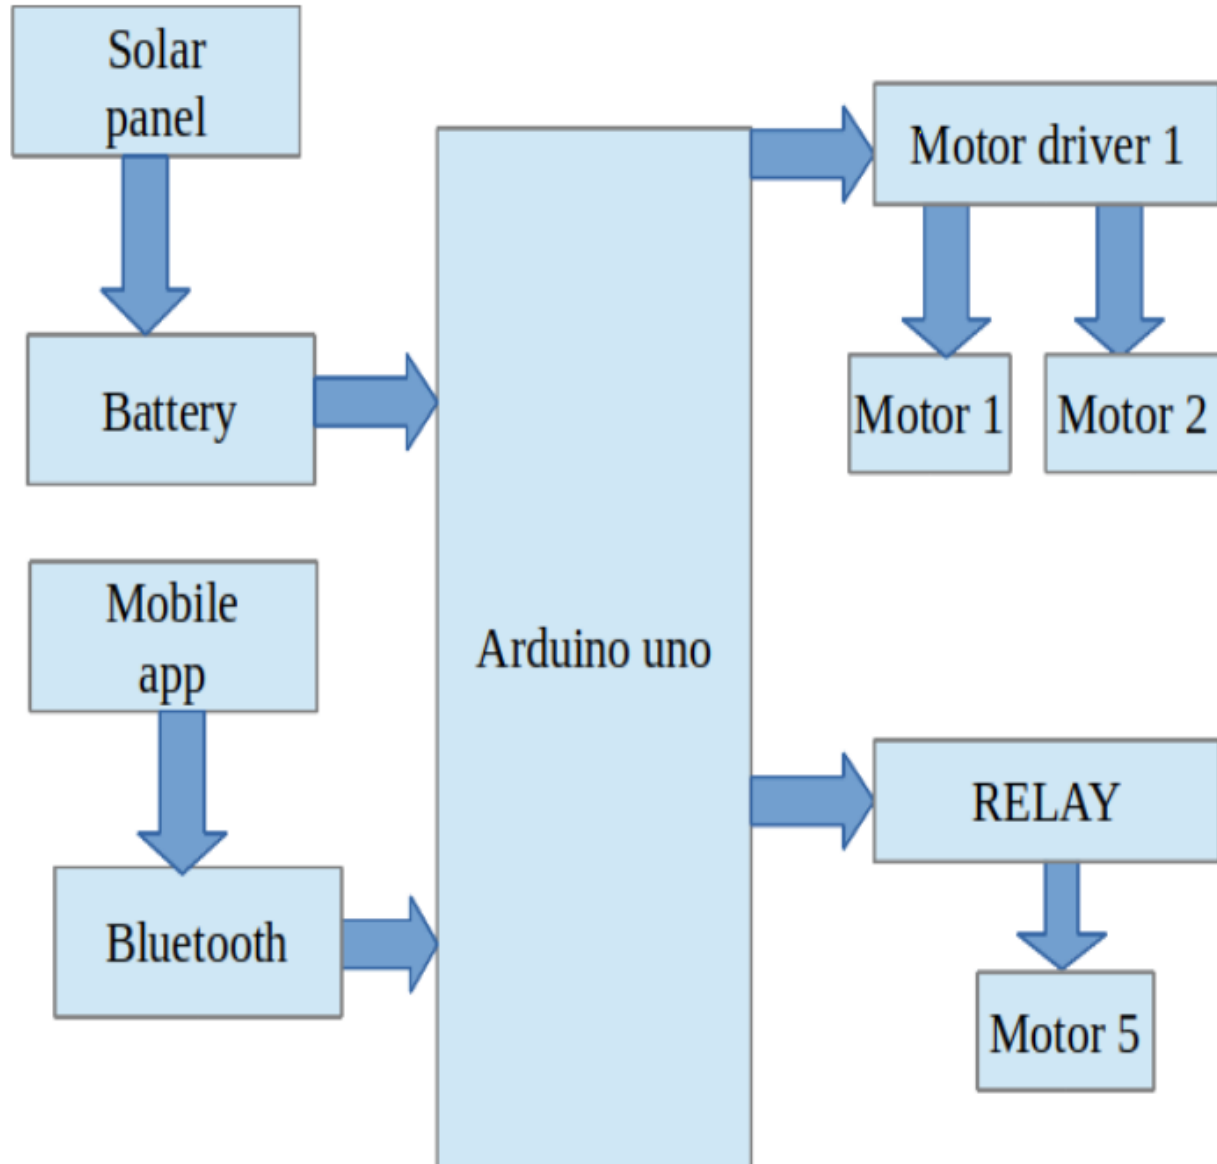 Solar
panel
Motor driver 1
Battery
Motor 1
Motor 2
Mobile
app
Arduino uno
RELAY
Bluetooth
Motor 5